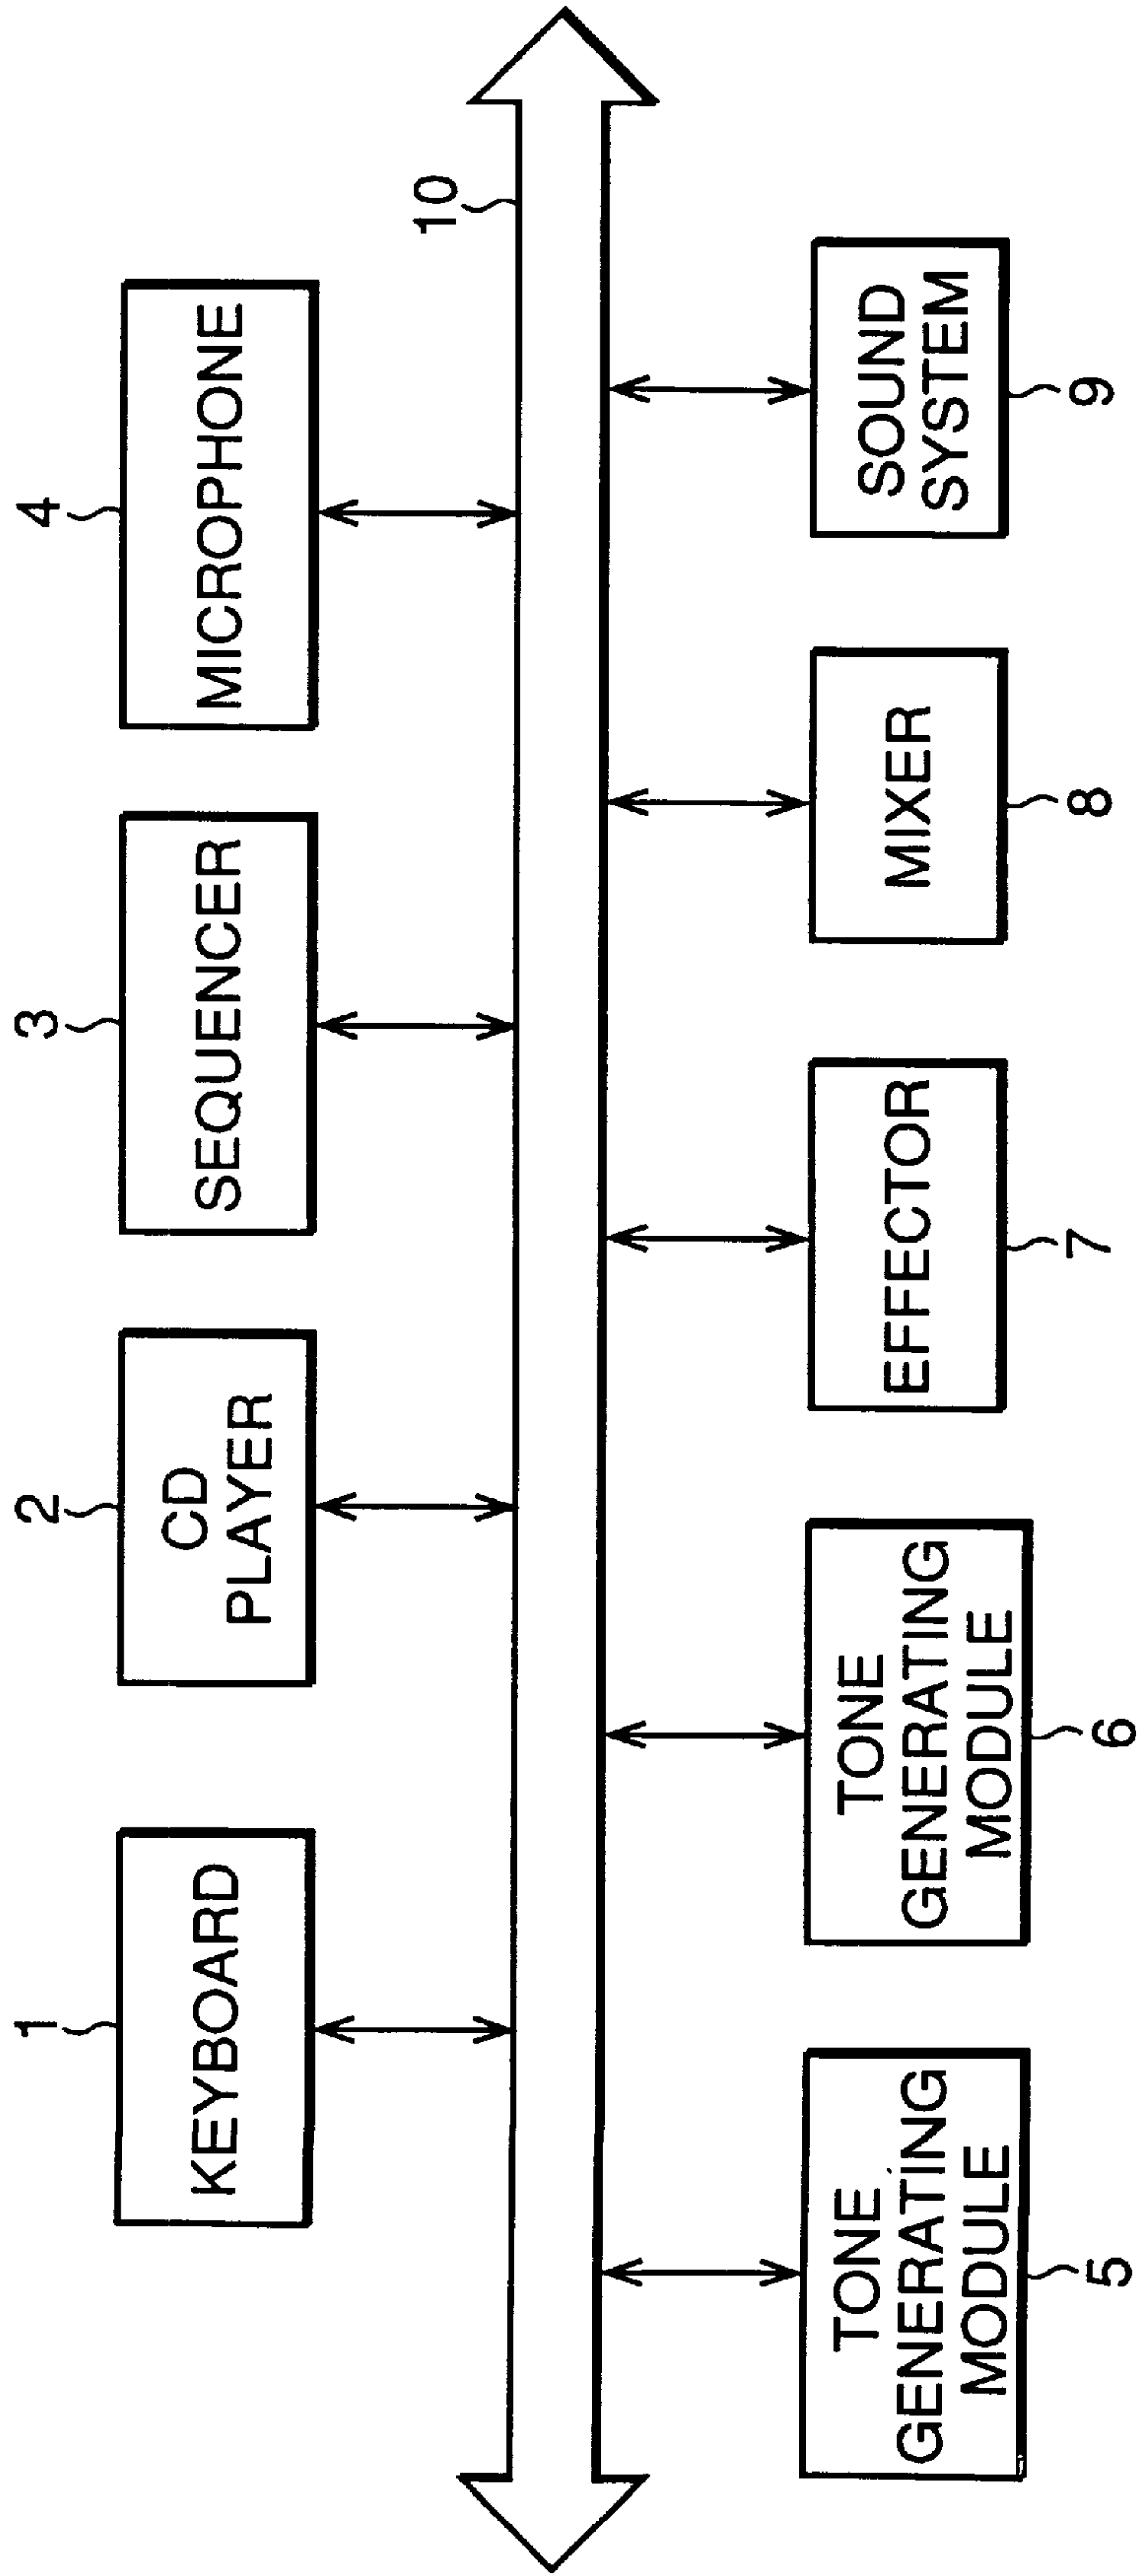 1
KEYBOARD
2
CD
PLAYER
3
SEQUENCER
4
MICROPHONE
10
TONE
GENERATING
MODULE
5
TONE
GENERATING
MODULE
6
EFFECTOR
7
MIXER
8
SOUND
SYSTEM
9